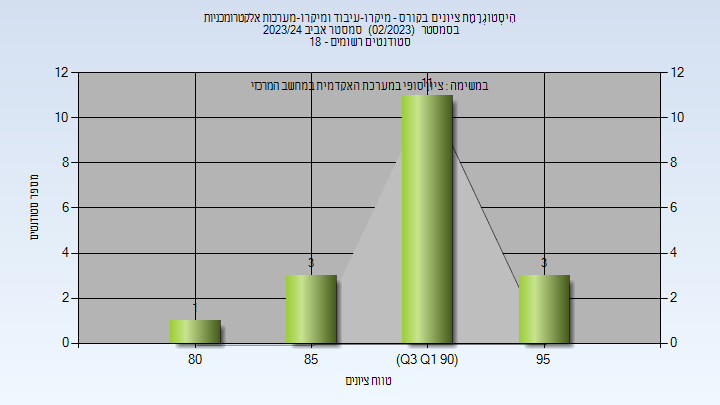 היסטוגרמת ציונים בקורס - מיקרו-עיבוד ומיקרו-מערכות אלקטרומכניות
בסמסטר (02/2023) סמסטר אביב 2023/24
סטודנטים רשומים - 18
במשימה : ציון סופי במערכת האקדמית במחשב המרכזי
מספר סטודנטים
12 12
10 10
8 8
6 6
4 4
2 2
0 0
1
3
11
3
80 85 (Q3 Q1 90) 95
טווח ציונים